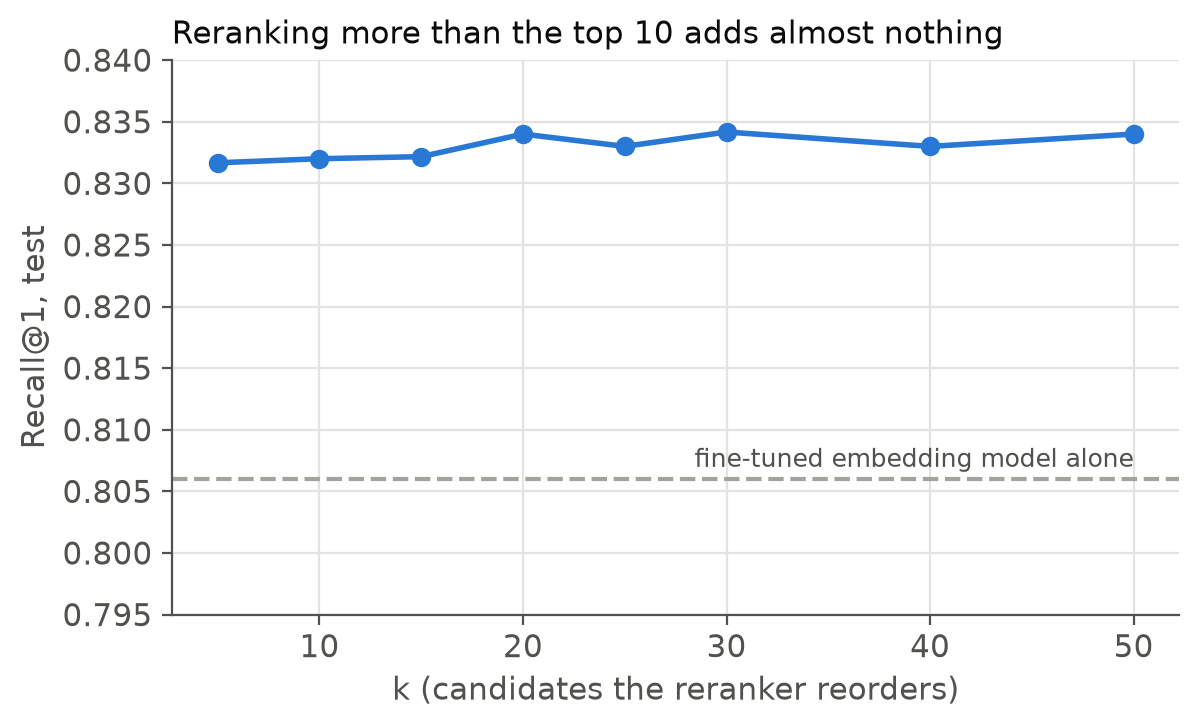 Reranking more than the top 10 adds almost nothing
0.840
0.835
0.830
0.825
0.820
0.815
0.810
0.805
0.800
0.795
Recall@1, test
fine-tuned embedding model alone
10 20 30 40 50
k (candidates the reranker reorders)